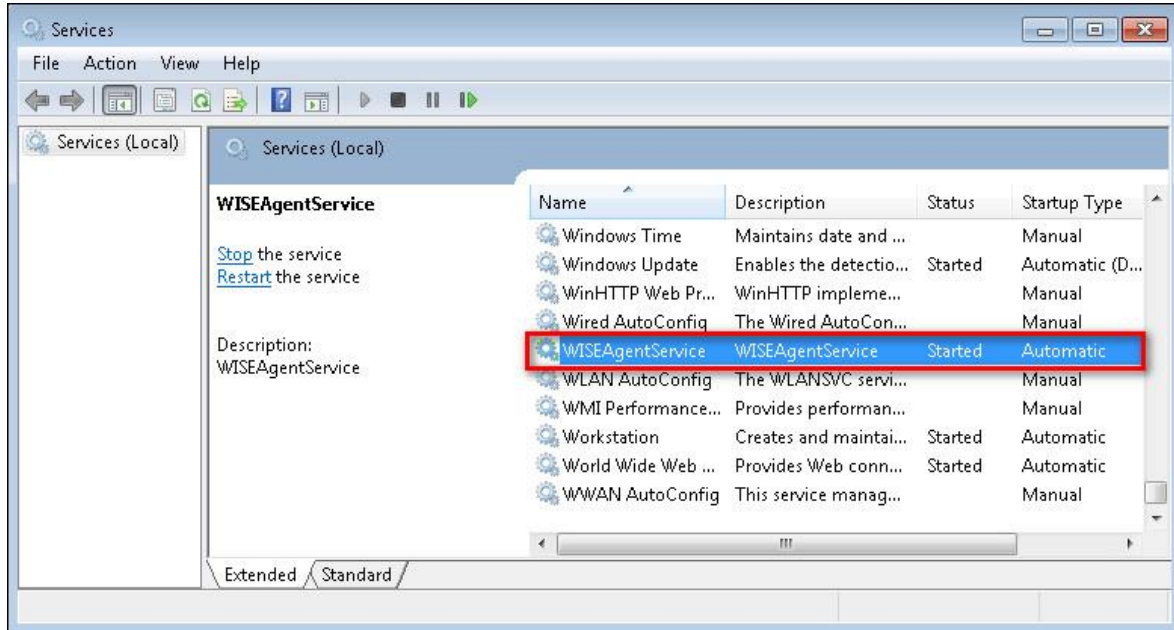 Services
File Action View Help
Services (Local)
Services (Local)
WISEAgentService
Stop the service
Restart the service
Description:
WISEAgentService
Name Description Status Startup Type
Windows Time Maintains date and ... Manual
Windows Update Enables the detectio... Started Automatic (D...
WinHTTP Web Pr... WinHTTP impleme... Manual
Wired AutoConfig The Wired AutoCon... Manual
WISEAgentService WISEAgentService Started Automatic
WLAN AutoConfig The WLANSVC servi... Manual
WMI Performance... Provides performan... Manual
Workstation Creates and maintai... Started Automatic
World Wide Web ... Provides Web conn... Started Automatic
WWAN AutoConfig This service manag... Manual
Extended Standard